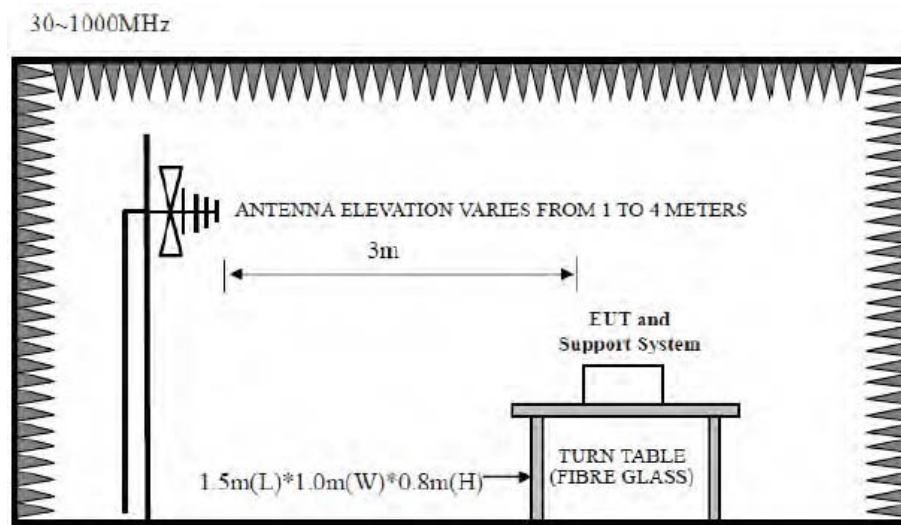 30~1000MHz
ANTENNA ELEVATION VARIES FROM 1 TO 4 METERS
3m
EUT and
Support System
TURN TABLE
(FIBRE GLASS)
1.5m(L)*1.0m(W)*0.8m(H)